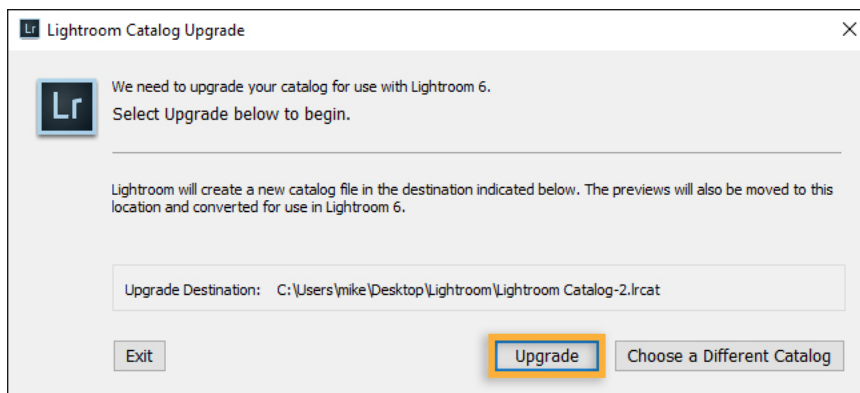 Lr Lightroom Catalog Upgrade
Lr
We need to upgrade your catalog for use with Lightroom 6.
Select Upgrade below to begin.
Lightroom will create a new catalog file in the destination indicated below. The previews will also be moved to this
location and converted for use in Lightroom 6.
Upgrade Destination: C:\Users\mike\Desktop\Lightroom\Lightroom Catalog-2.lrcat
Exit Upgrade Choose a Different Catalog